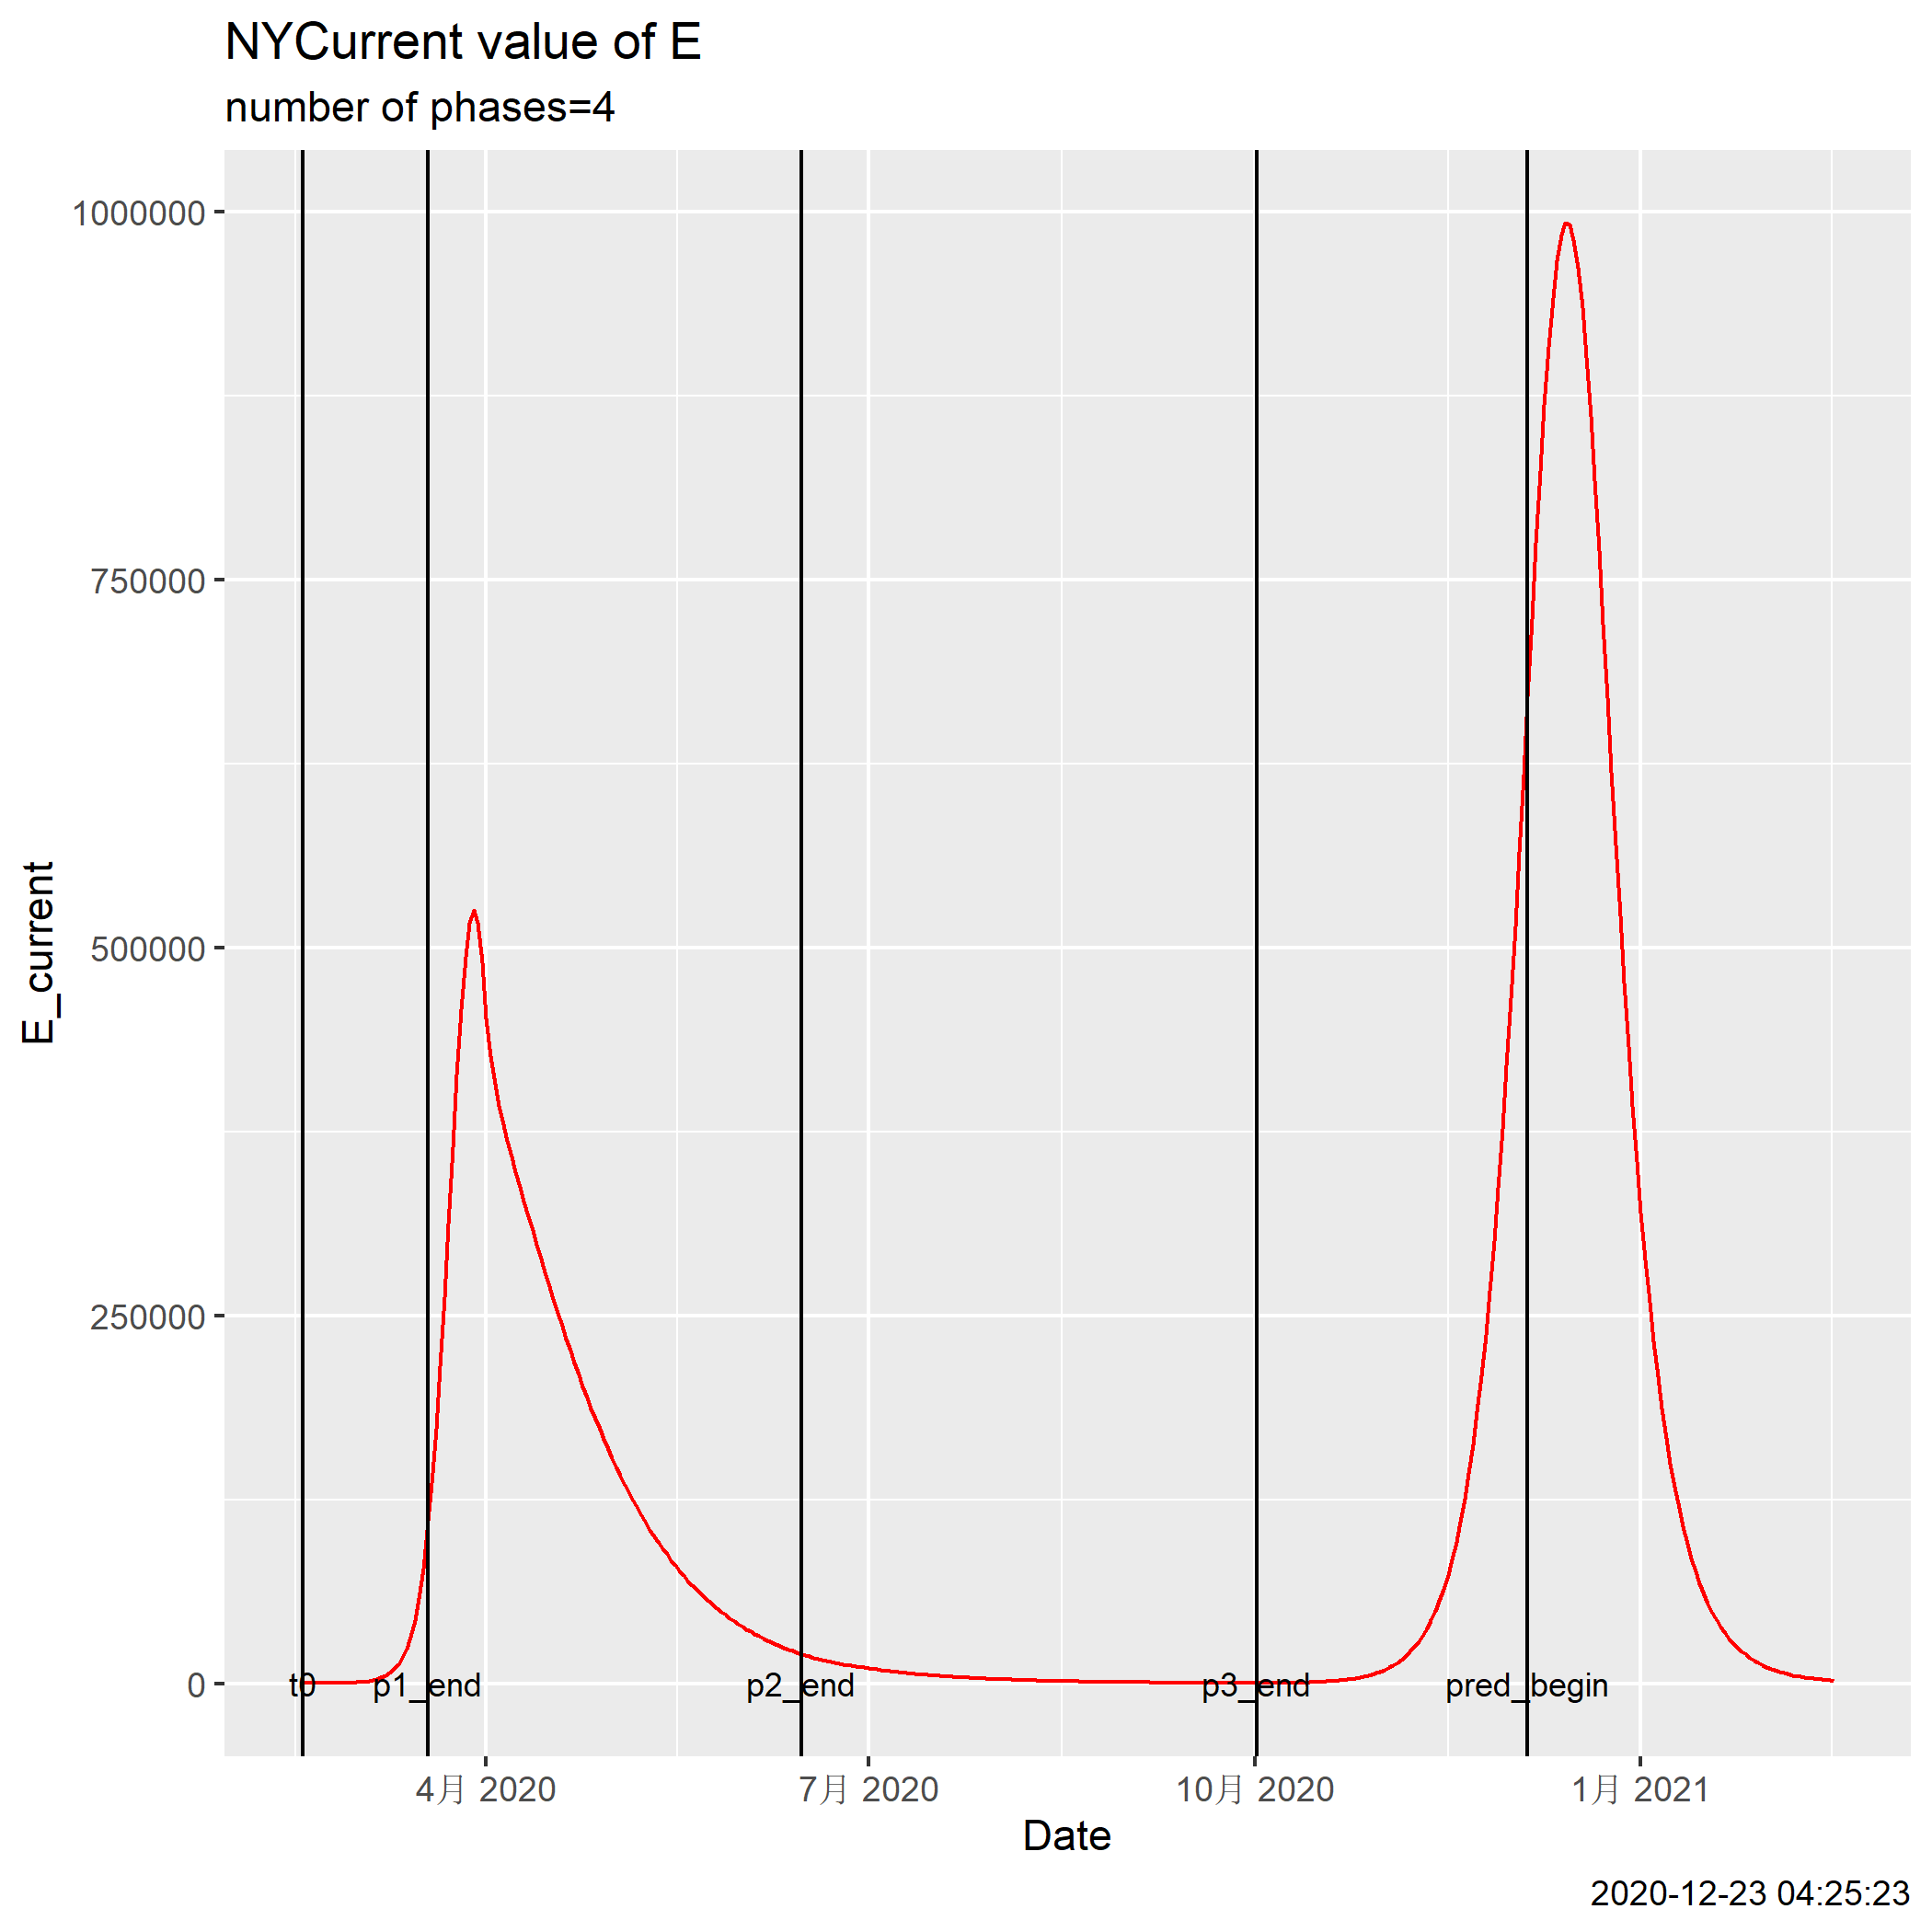 NYCurrent value of E
number of phases=4
1000000
750000
500000
250000
0
E_current
t0
p1_end
p2_end
p3_end
pred_begin
4月 2020
7月 2020
10月 2020
1月 2021
Date
2020-12-23 04:25:23